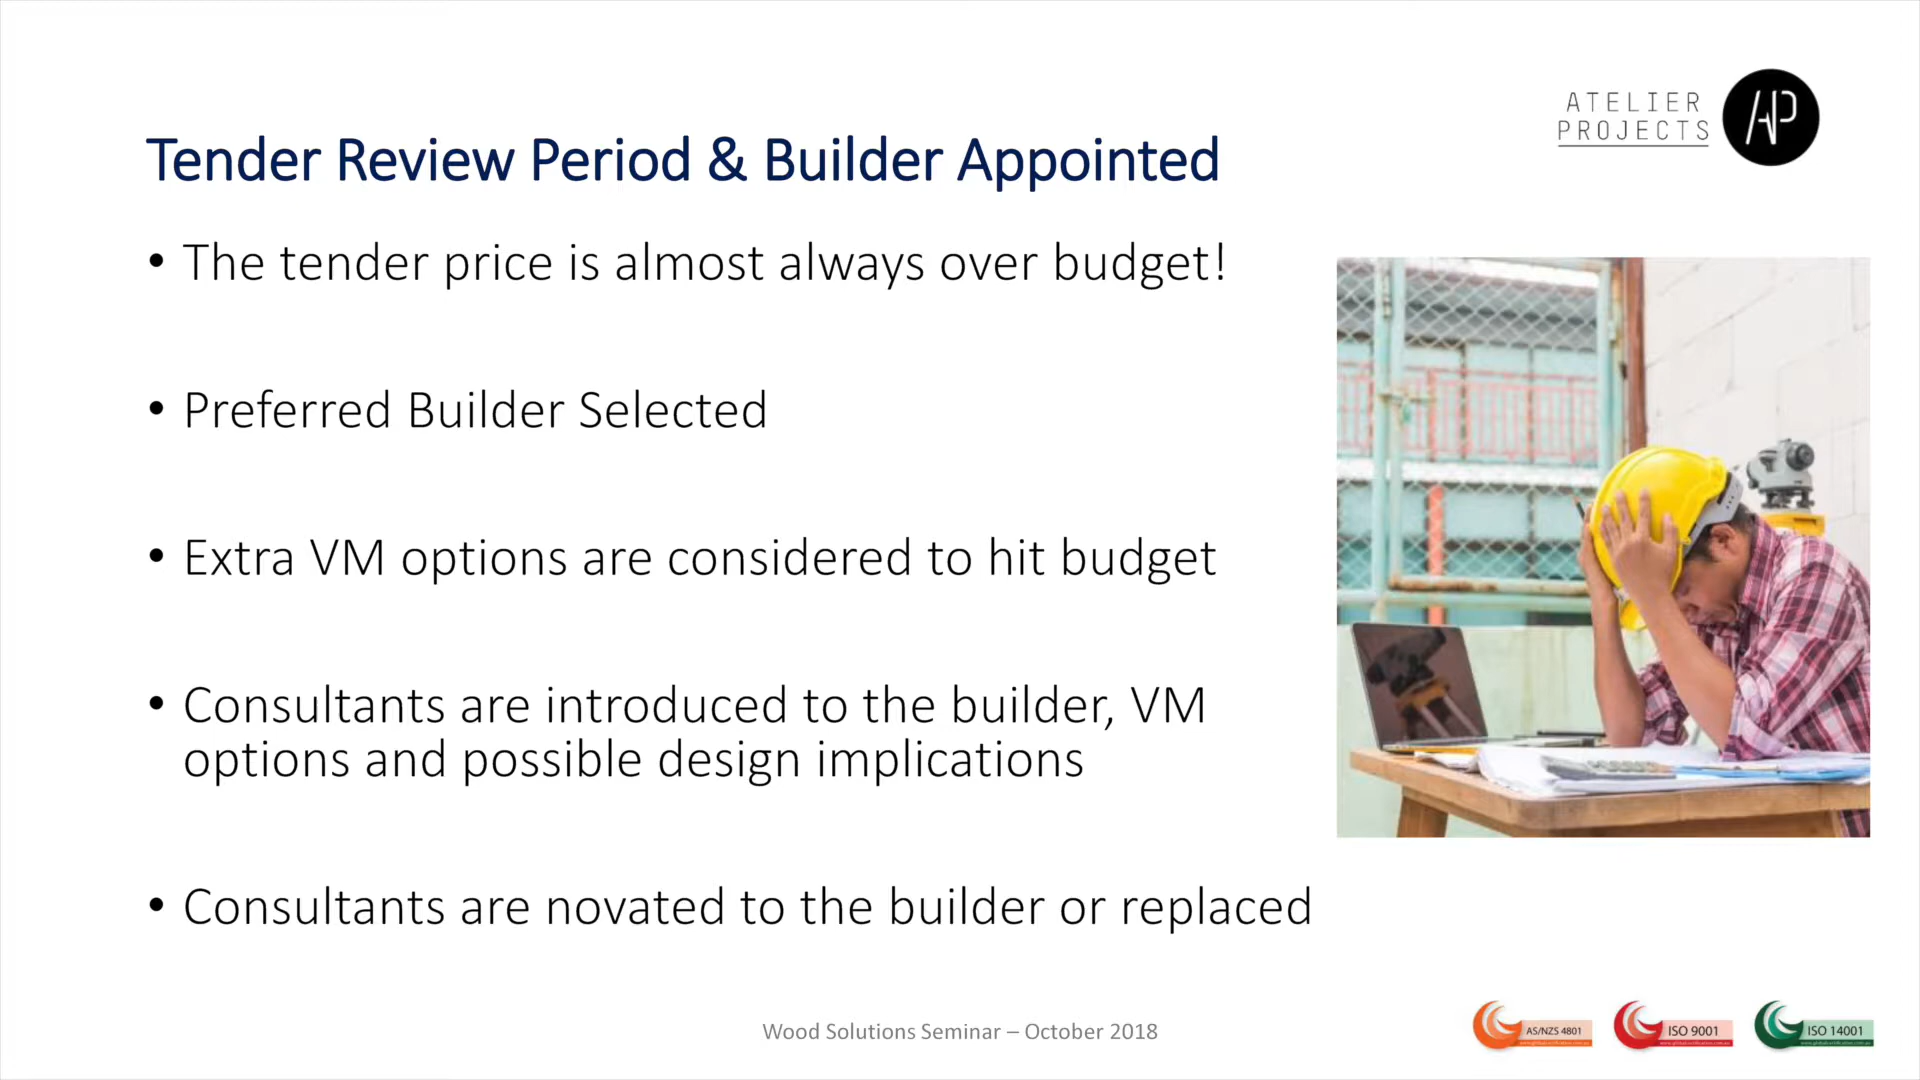 ATELIER
PROJECTS
AP
Tender Review Period & Builder Appointed
• The tender price is almost always over budget!
• Preferred Builder Selected
• Extra VM options are considered to hit budget
• Consultants are introduced to the builder, VM
options and possible design implications
• Consultants are novated to the builder or replaced
Wood Solutions Seminar – October 2018
AS/NZS 4801
ISO 9001
ISO 14001